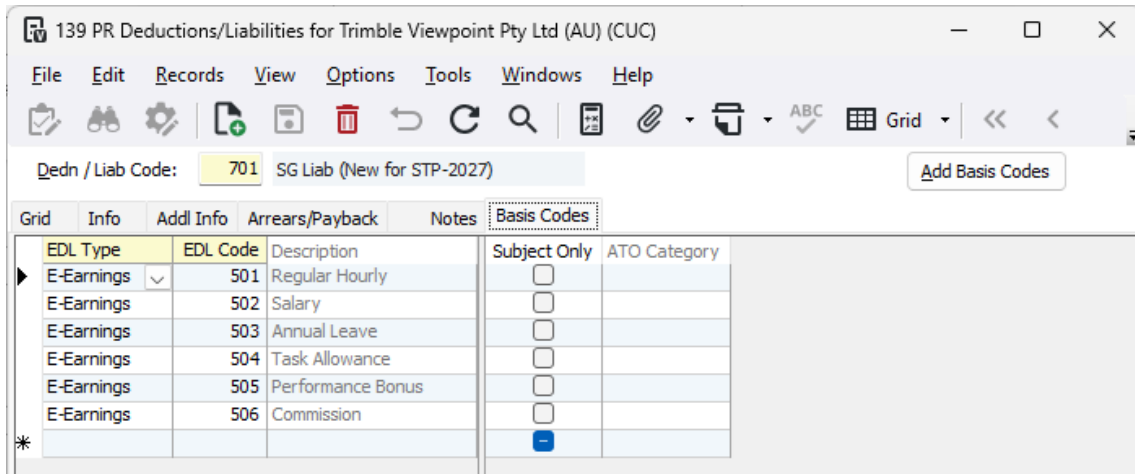 139 PR Deductions/Liabilities for Trimble Viewpoint Pty Ltd (AU) (CUC)
File Edit Records View Options Tools Windows Help
ABC Grid
Dedn / Liab Code: 701 SG Liab (New for STP-2027) Add Basis Codes
Grid Info Addl Info Arrears/Payback Notes Basis Codes
EDL Type EDL Code Description Subject Only ATO Category
E-Earnings 501 Regular Hourly
E-Earnings 502 Salary
E-Earnings 503 Annual Leave
E-Earnings 504 Task Allowance
E-Earnings 505 Performance Bonus
E-Earnings 506 Commission